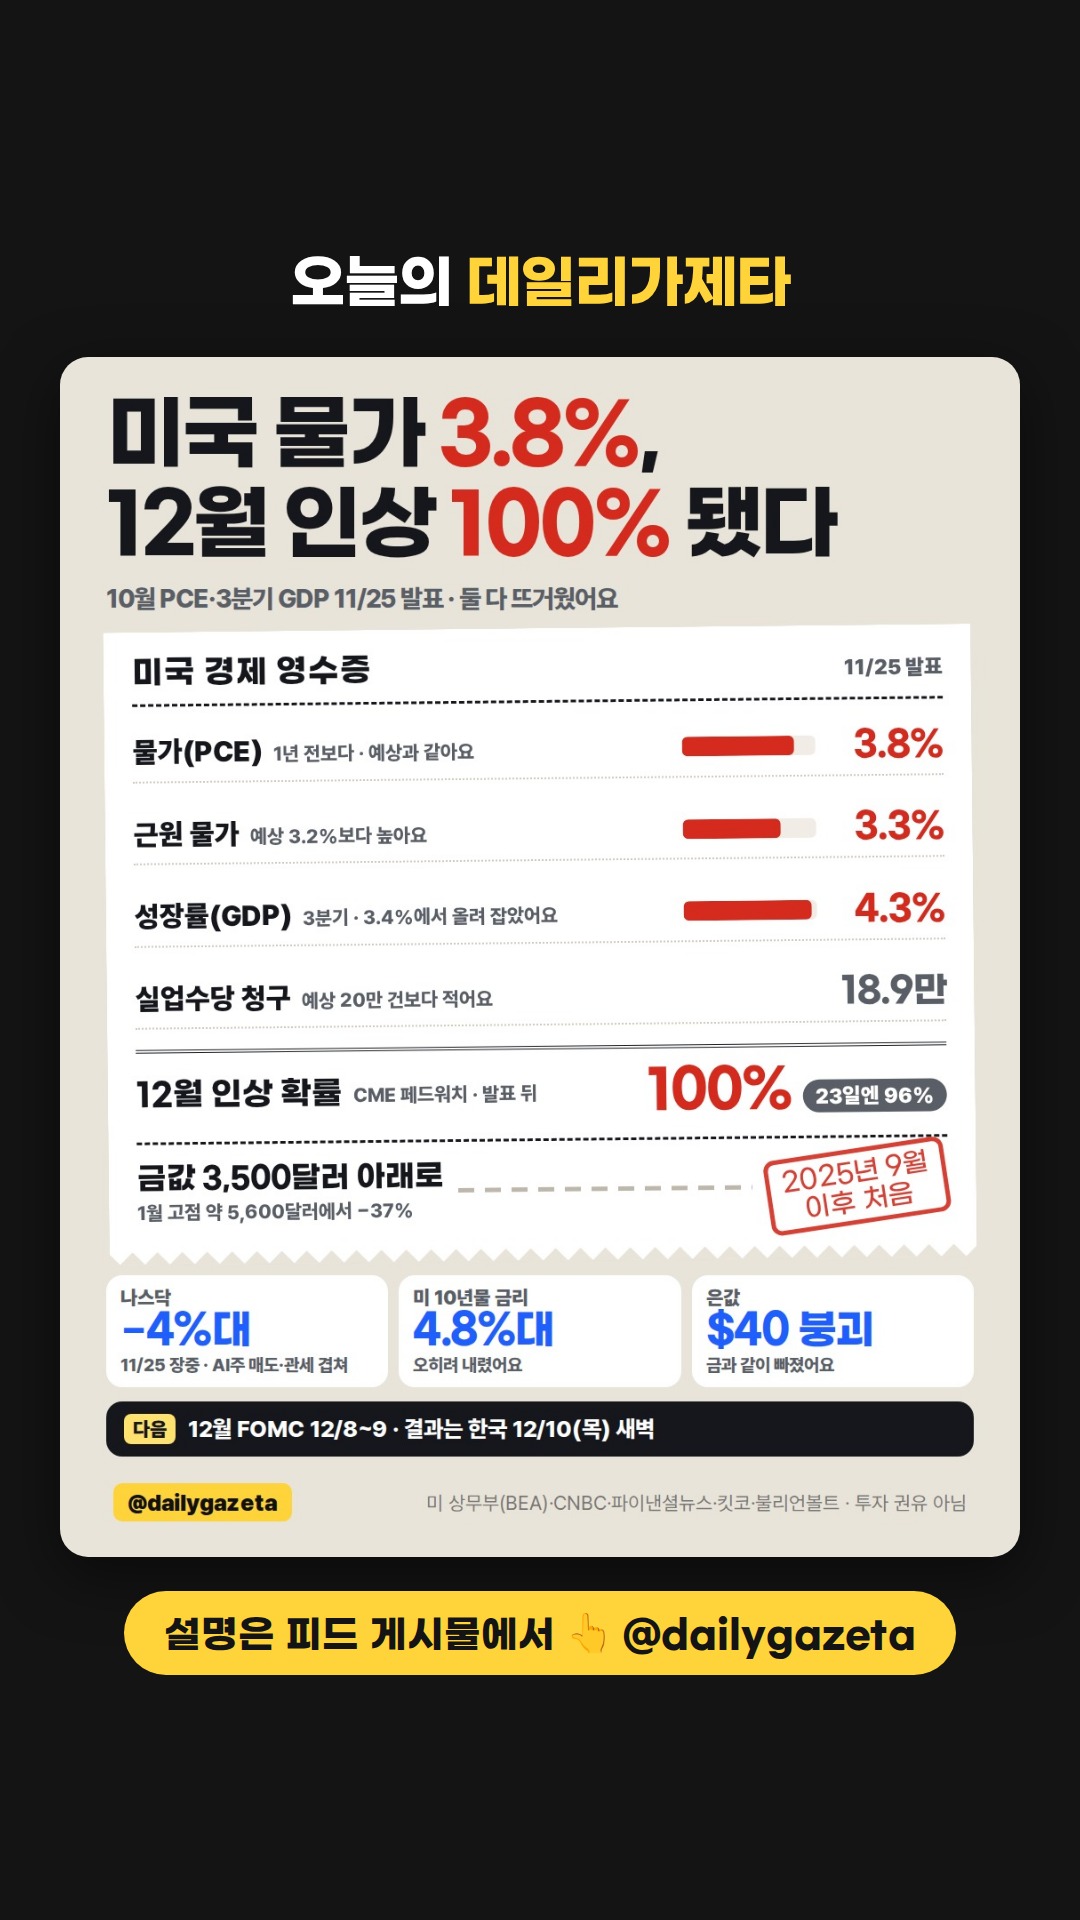 오늘의 데일리가제타
미국 물가 3.8%,
12월 인상 100% 됐다
10월 PCE·3분기 GDP 11/25 발표 · 둘 다 뜨거웠어요
미국 경제 영수증 11/25 발표
물가(PCE) 1년 전보다 · 예상과 같아요 3.8%
근원 물가 예상 3.2%보다 높아요 3.3%
성장률(GDP) 3분기 · 3.4%에서 올려 잡았어요 4.3%
실업수당 청구 예상 20만 건보다 적어요 18.9만
12월 인상 확률 CME 페드워치 · 발표 뒤 100% 23일엔 96%
금값 3,500달러 아래로
1월 고점 약 5,600달러에서 −37%
2025년 9월
이후 처음
나스닥
−4%대
11/25 장중 · AI주 매도·관세 겹쳐
미 10년물 금리
4.8%대
오히려 내렸어요
은값
$40 붕괴
금과 같이 빠졌어요
다음 12월 FOMC 12/8~9 · 결과는 한국 12/10(목) 새벽
@dailygazeta
미 상무부(BEA)·CNBC·파이낸셜뉴스·킷코·불리언볼트 · 투자 권유 아님
설명은 피드 게시물에서 👆 @dailygazeta